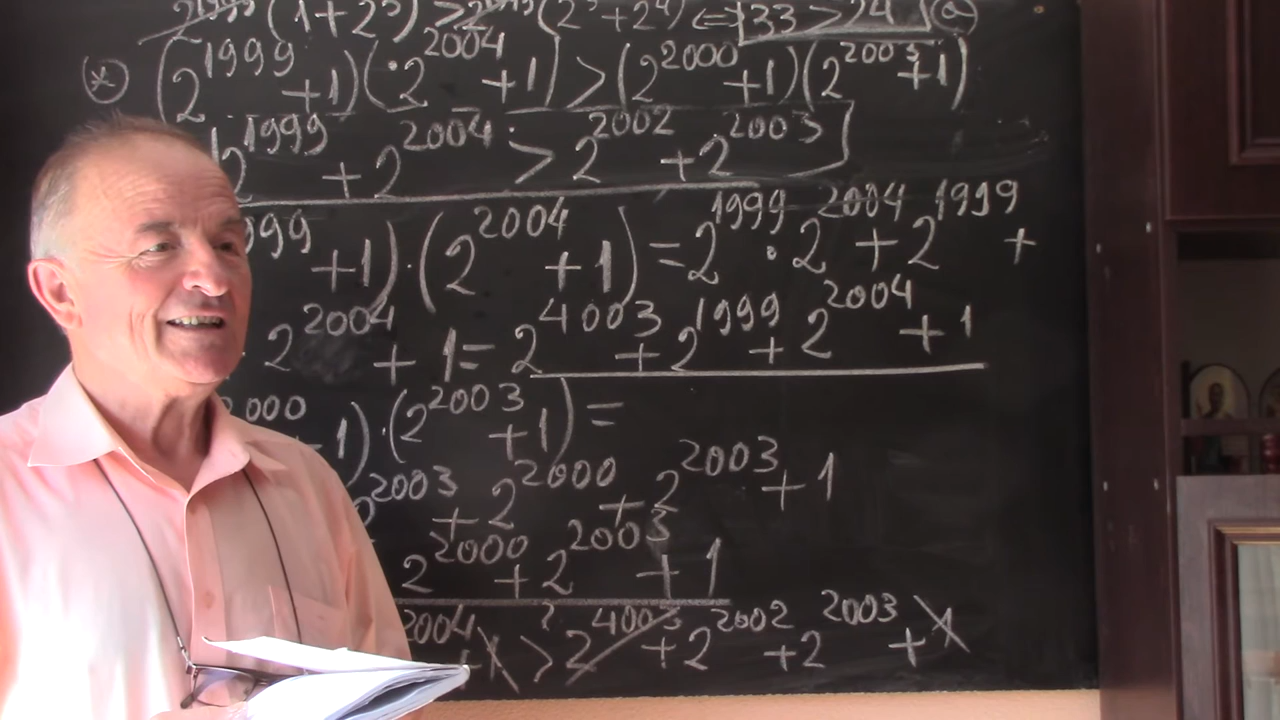 2^1999 (1+2^5) > 2^1999 (2^3+2^4) <=> 33 > 24 (a)
(*) (2^1999 +1)(2^2004 +1) > (2^2000 +1)(2^2003 +1)
2^1999 + 2^2004 > 2^2002 + 2^2003
99 +1)·(2^2004 +1) = 2^1999 · 2^2004 + 2^1999 +
2^2004 + 1 = 2^4003 + 2^1999 + 2^2004 + 1
000 +1)·(2^2003 +1) =
2^2003 + 2^2000 + 2^2003 + 1
2^2000 + 2^2003 + 1
2004 + 1 >? 2^4003 + 2^2002 + 2^2003 + 1